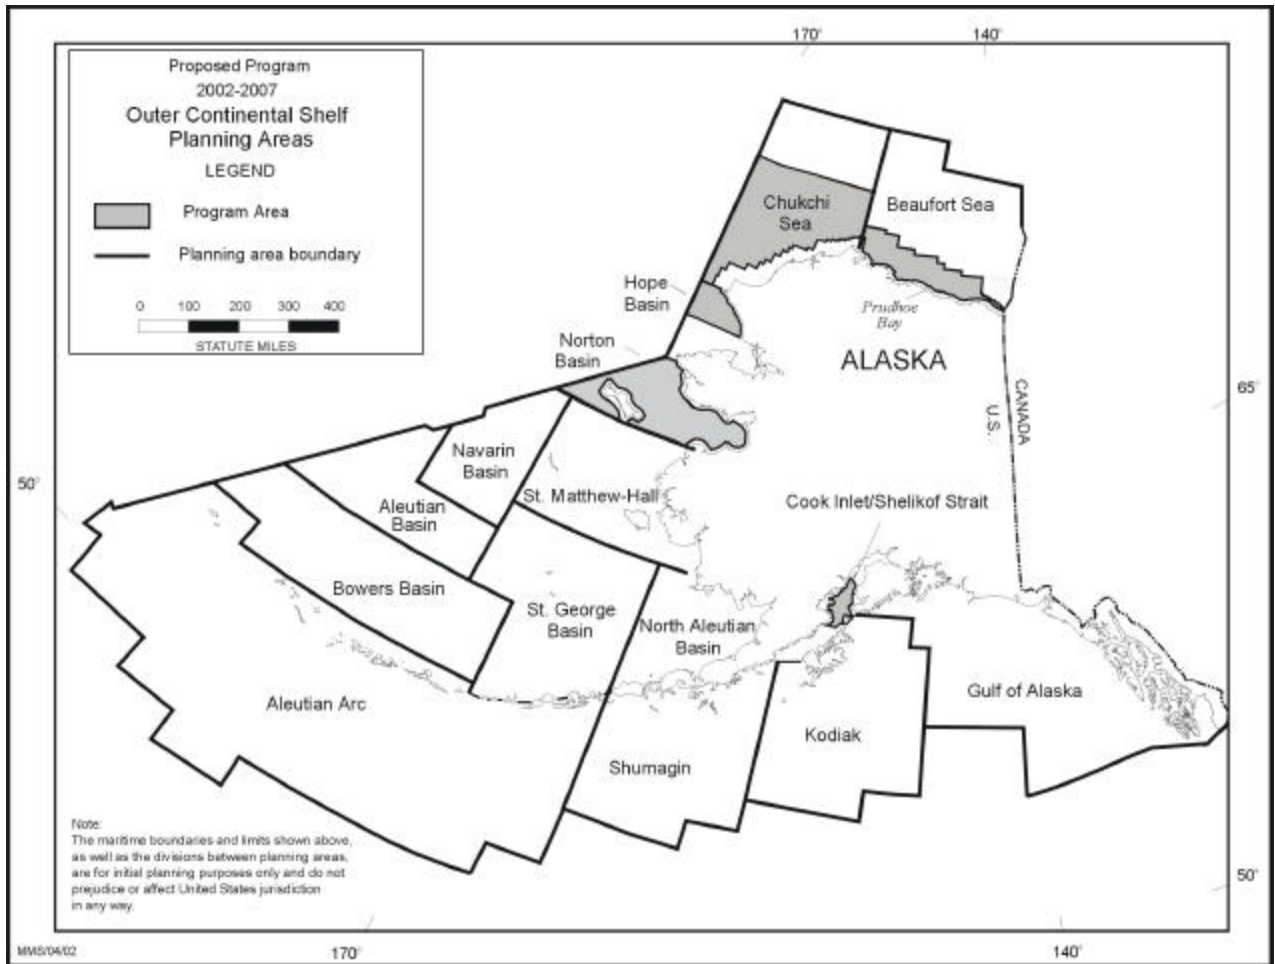 170°
140°
Proposed Program
2002-2007
Outer Continental Shelf
Planning Areas
LEGEND
Program Area
Planning area boundary
0 100 200 300 400
STATUTE MILES
Chukchi
Sea
Beaufort Sea
Hope
Basin
Prudhoe
Bay
Norton
Basin
ALASKA
65°
CANADA
U.S.
Navarin
Basin
50°
St. Matthew-Hall
Aleutian
Basin
Cook Inlet/Shelikof Strait
Bowers Basin
St. George
Basin
North Aleutian
Basin
Aleutian Arc
Gulf of Alaska
Kodiak
Shumagin
Note:
The maritime boundaries and limits shown above,
as well as the divisions between planning areas,
are for initial planning purposes only and do not
prejudice or affect United States jurisdiction
in any way.
50°
MMS/04/02
170°
140°